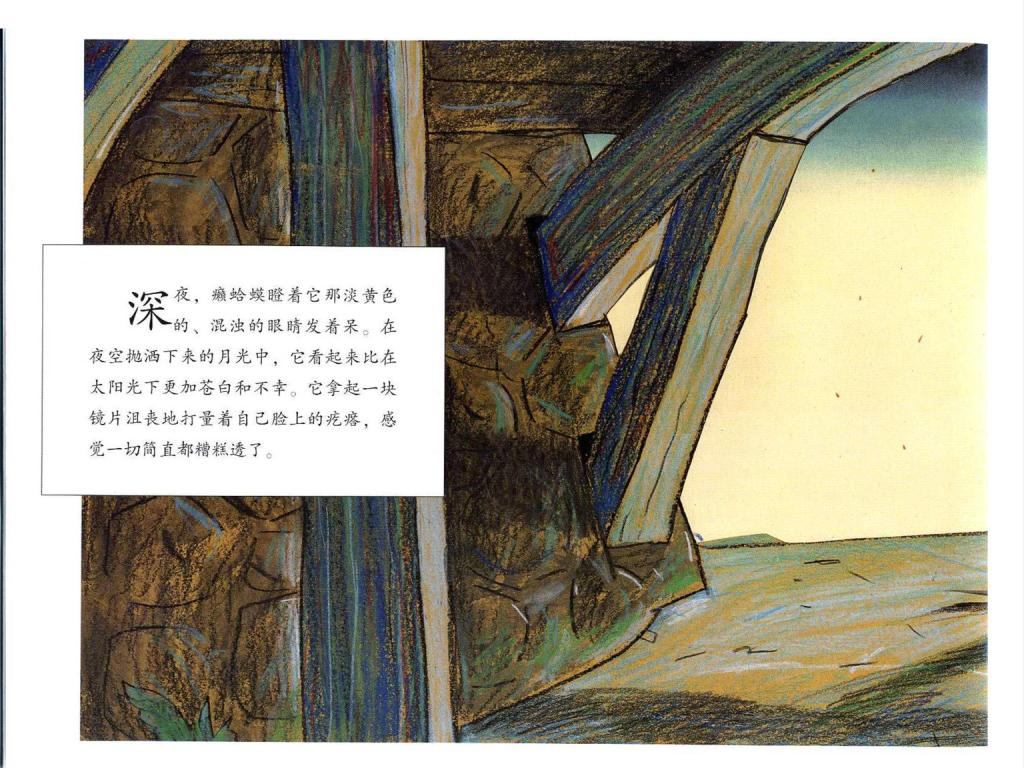 深夜，癞蛤蟆瞪着它那淡黄色
的、混浊的眼睛发着呆。在
夜空抛洒下来的月光中，它看起来比在
太阳光下更加苍白和不幸。它拿起一块
镜片沮丧地打量着自己脸上的疙瘩，感
觉一切简直都糟糕透了。